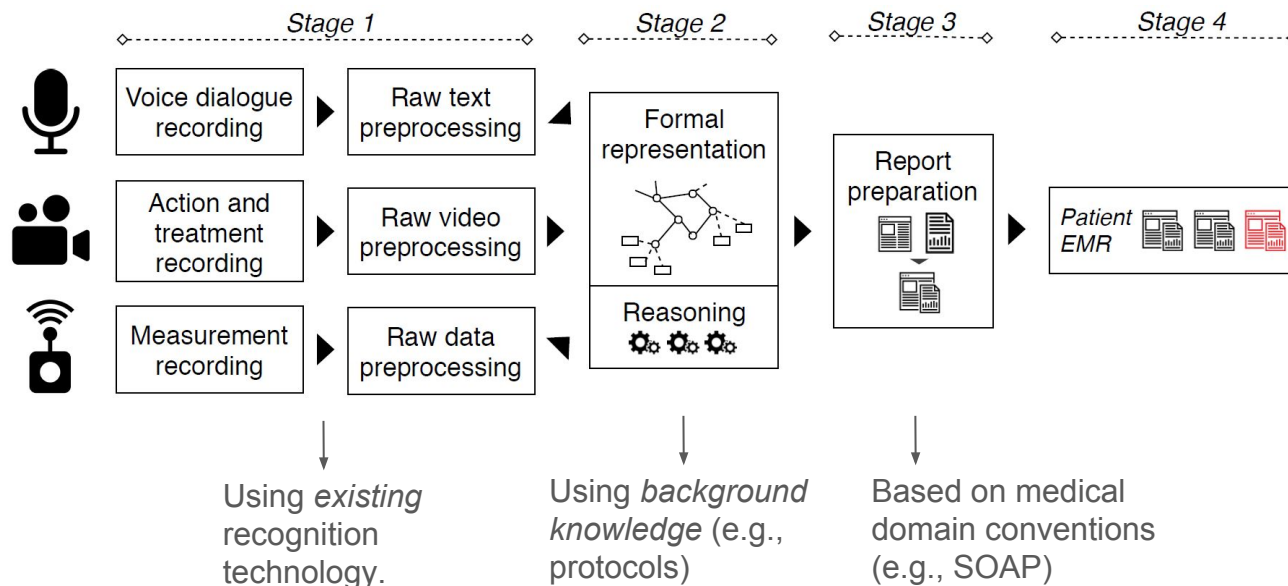 Stage 1
Stage 2
Stage 3
Stage 4
Voice dialogue
recording
Raw text
preprocessing
Action and
treatment
recording
Raw video
preprocessing
Measurement
recording
Raw data
preprocessing
Formal
representation
Reasoning
Report
preparation
Patient
EMR
Using existing
recognition
technology.
Using background
knowledge (e.g.,
protocols)
Based on medical
domain conventions
(e.g., SOAP)